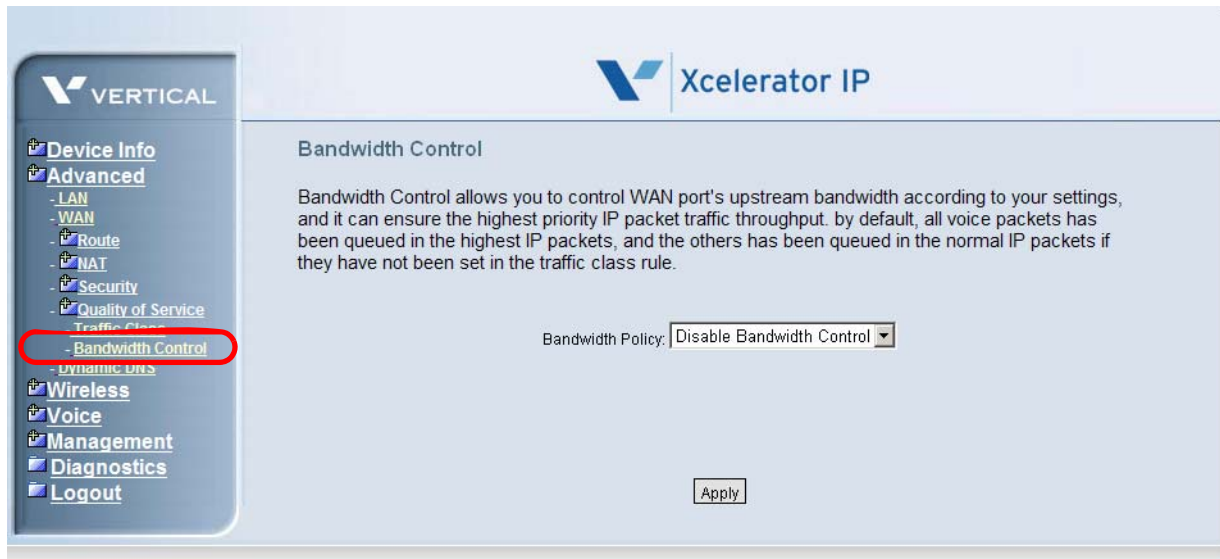 VERTICAL
Xcelerator IP
Device Info
Advanced
- LAN
- WAN
- Route
- NAT
- Security
- Quality of Service
- Traffic Class
- Bandwidth Control
- Dynamic DNS
Wireless
Voice
Management
Diagnostics
Logout
Bandwidth Control
Bandwidth Control allows you to control WAN port's upstream bandwidth according to your settings,
and it can ensure the highest priority IP packet traffic throughput. by default, all voice packets has
been queued in the highest IP packets, and the others has been queued in the normal IP packets if
they have not been set in the traffic class rule.
Bandwidth Policy: Disable Bandwidth Control
Apply